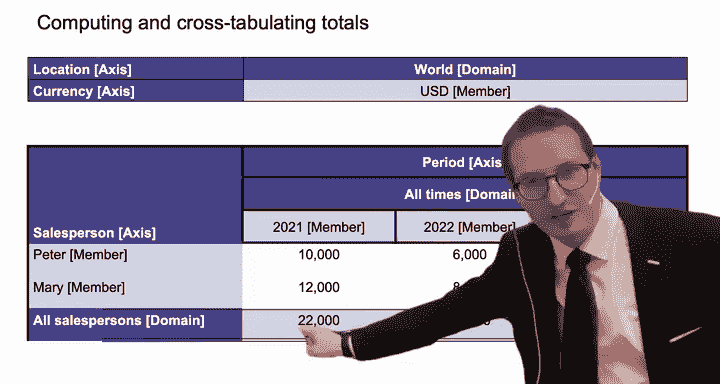 Computing and cross-tabulating totals
Location [Axis] World [Domain]
Currency [Axis] USD [Member]
Period [Axis
All times [Domain
Salesperson [Axis] 2021 [Member] 2022 [Member]
Peter [Member] 10,000 6,000
Mary [Member] 12,000
All salespersons [Domain] 22,000